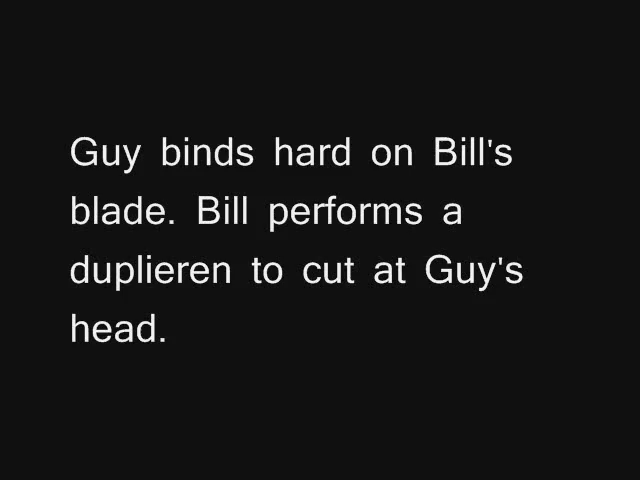 Guy binds hard on Bill's
blade. Bill performs a
duplieren to cut at Guy's
head.